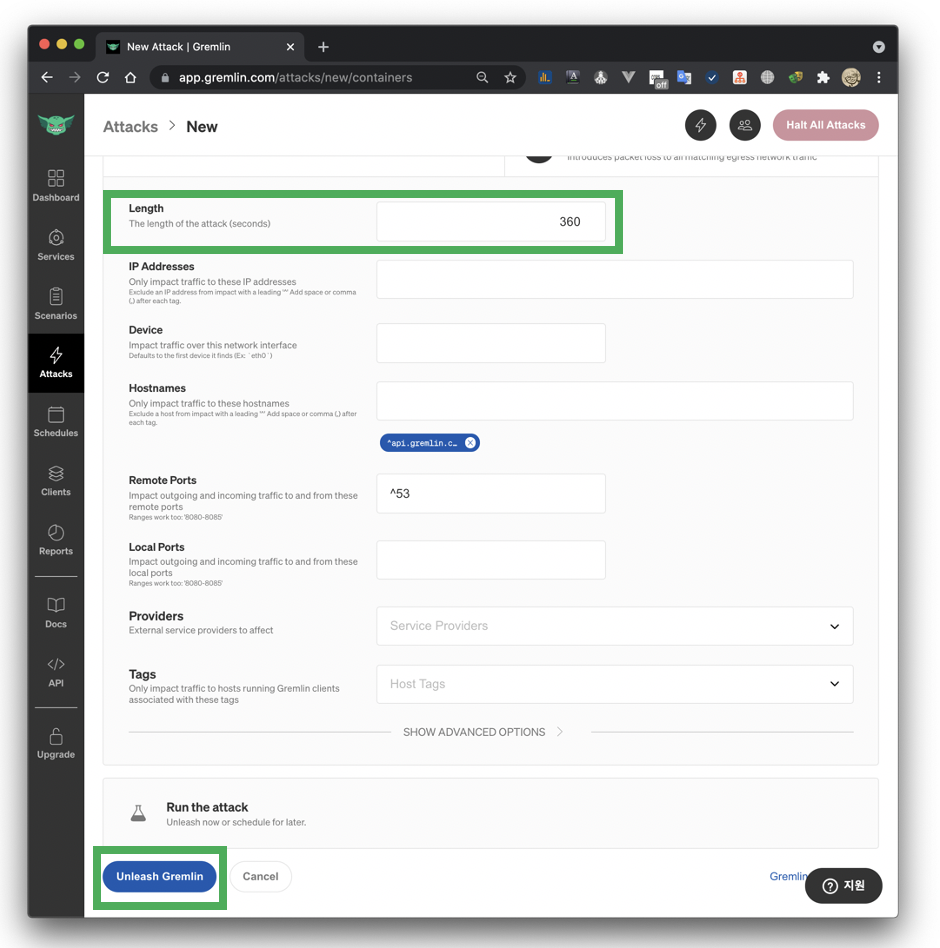 New Attack | Gremlin
app.gremlin.com/attacks/new/containers
off
Attacks > New
Halt All Attacks
Introduces packet loss to all matching egress network traffic
Dashboard
Services
Scenarios
Attacks
Schedules
Clients
Reports
Docs
API
Upgrade
Length
The length of the attack (seconds)
360
IP Addresses
Only impact traffic to these IP addresses
Exclude an IP address from impact with a leading '^' Add space or comma
(,) after each tag.
Device
Impact traffic over this network interface
Defaults to the first device it finds (Ex: `eth0`)
Hostnames
Only impact traffic to these hostnames
Exclude a host from impact with a leading '^' Add space or comma (,) after
each tag.
^api.gremlin.c…
Remote Ports
Impact outgoing and incoming traffic to and from these
remote ports
Ranges work too: '8080-8085'
^53
Local Ports
Impact outgoing and incoming traffic to and from these
local ports
Ranges work too: '8080-8085'
Providers
External service providers to affect
Service Providers
Tags
Only impact traffic to hosts running Gremlin clients
associated with these tags
Host Tags
SHOW ADVANCED OPTIONS
Run the attack
Unleash now or schedule for later.
Unleash Gremlin
Cancel
Gremlin
지원